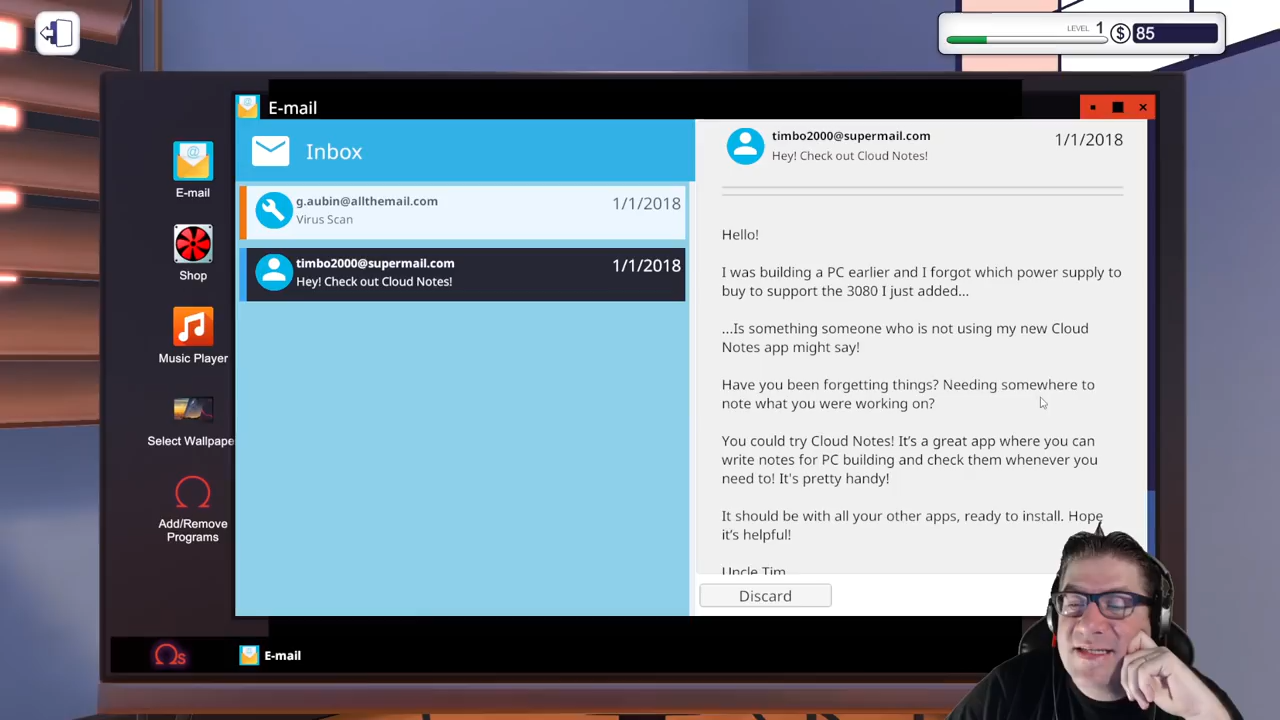 LEVEL 1
$ 85
E-mail
Inbox
g.aubin@allthemail.com
1/1/2018
Virus Scan
timbo2000@supermail.com
1/1/2018
Hey! Check out Cloud Notes!
timbo2000@supermail.com
1/1/2018
Hey! Check out Cloud Notes!
Hello!
I was building a PC earlier and I forgot which power supply to
buy to support the 3080 I just added...
...Is something someone who is not using my new Cloud
Notes app might say!
Have you been forgetting things? Needing somewhere to
note what you were working on?
You could try Cloud Notes! It's a great app where you can
write notes for PC building and check them whenever you
need to! It's pretty handy!
It should be with all your other apps, ready to install. Hope
it's helpful!
Uncle Tim
Discard
E-mail
Shop
Music Player
Select Wallpape
Add/Remove
Programs
Ωs
E-mail